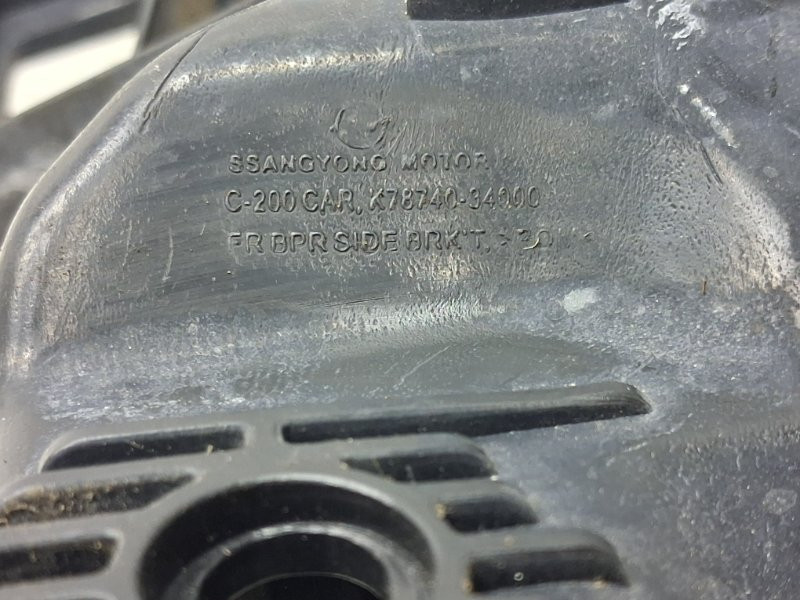 SSANGYONG MOTOR
C-200 CAR, K78740-34000
FR BPR SIDE BRK'T,